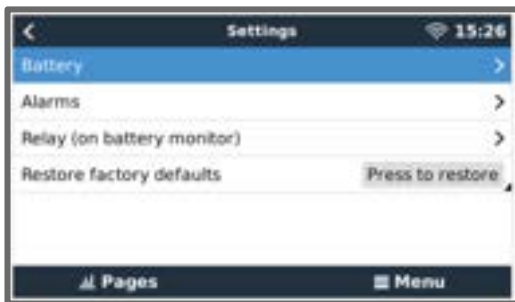 Settings 15:26
Battery
Alarms
Relay (on battery monitor)
Restore factory defaults Press to restore
Pages Menu